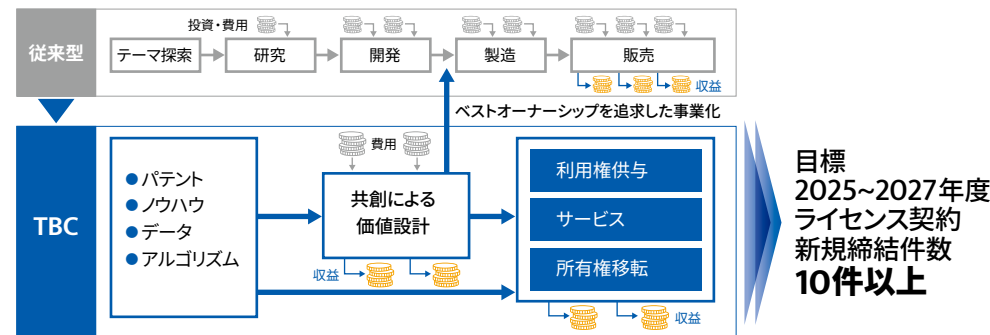 投資・費用
従来型
テーマ探索
研究
開発
製造
販売
収益
ベストオーナーシップを追求した事業化
TBC
●パテント
●ノウハウ
●データ
●アルゴリズム
費用
共創による
価値設計
収益
利用権供与
サービス
所有権移転
収益
目標
2025~2027年度
ライセンス契約
新規締結件数
10件以上